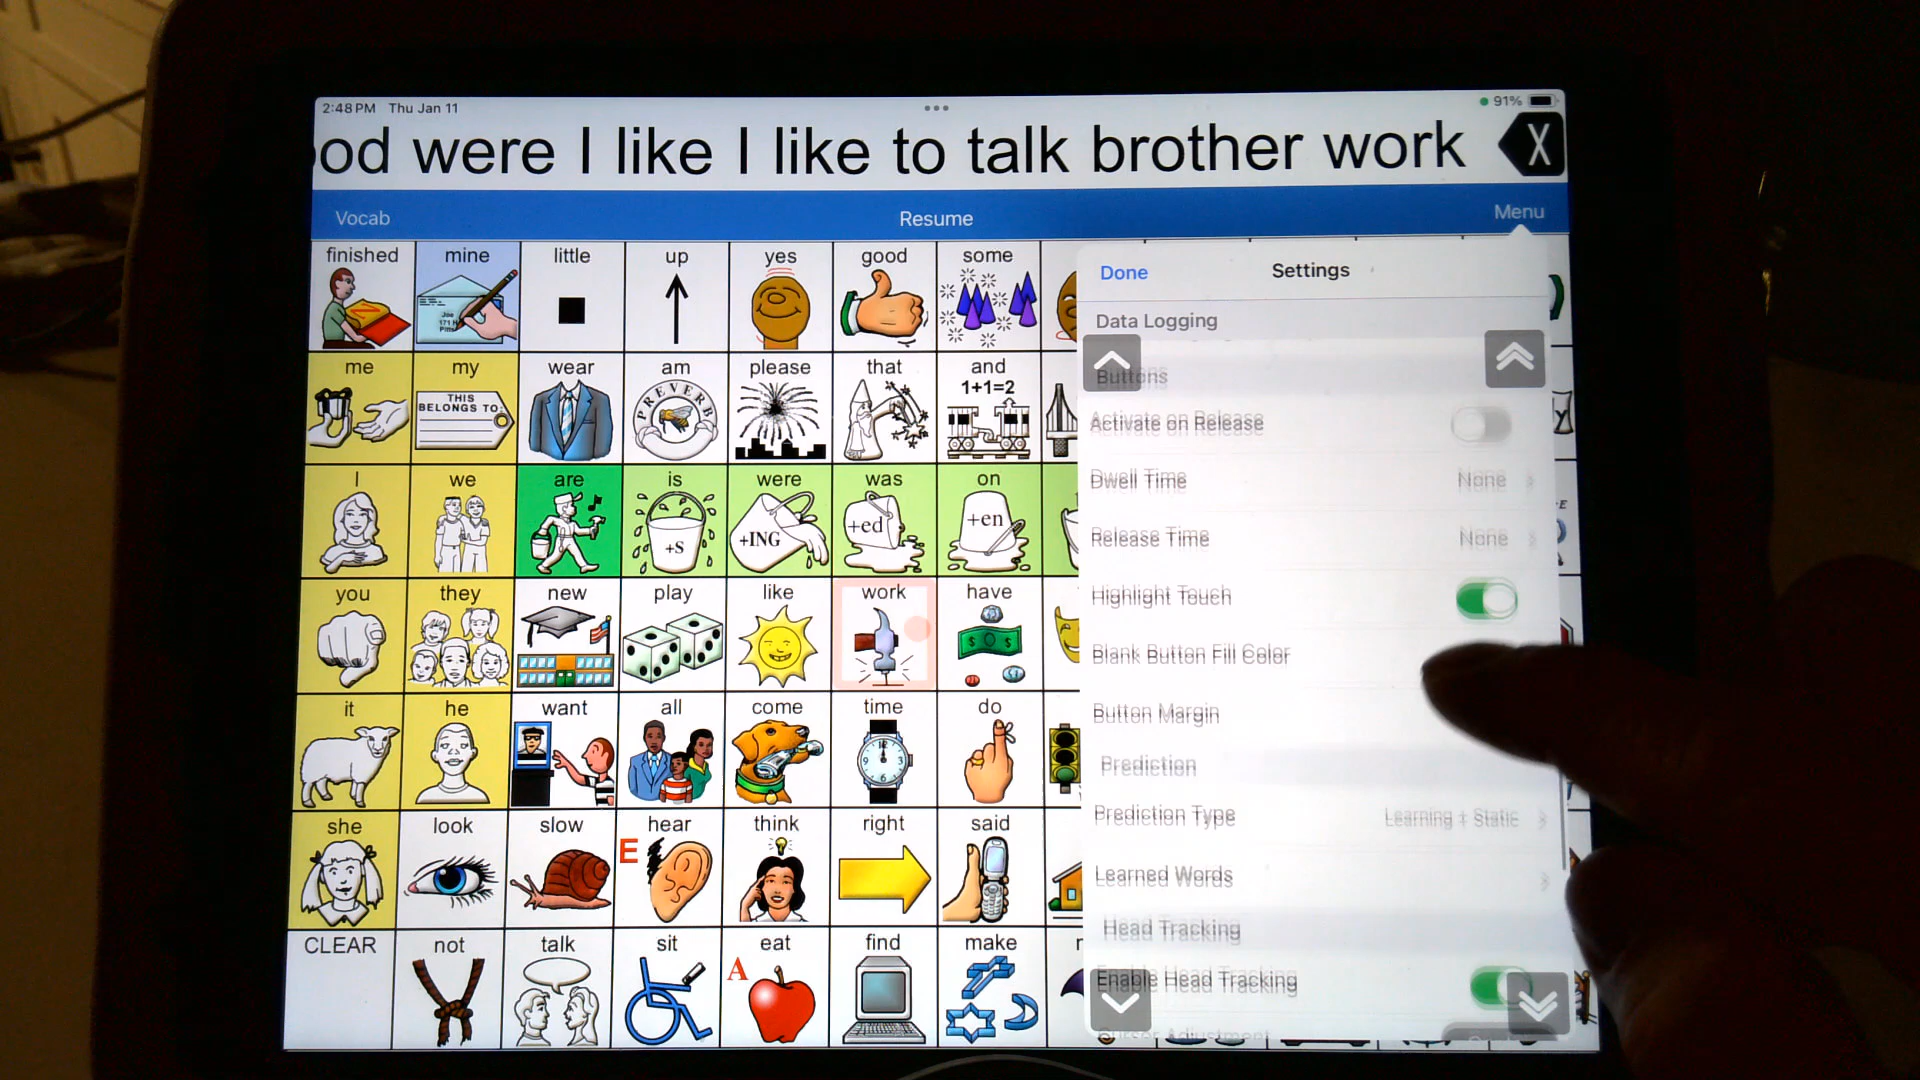 2:48 PM Thu Jan 11 91%
od were I like I like to talk brother work X
Vocab Resume Menu
finished mine little up yes good some
Done Settings
Data Logging
Buttons
me my wear am please that and
1+1=2
THIS BELONGS TO:
PREVERB
Activate on Release
Dwell Time None
Release Time None
I we are is were was on
+S +ING +ed +en
Highlight Touch
you they new play like work have
Blank Button Fill Color
Button Margin
it he want all come time do
Prediction
Prediction Type Learning + Static
she look slow hear think right said
E
Learned Words
Head Tracking
CLEAR not talk sit eat find make
A
Enable Head Tracking
Cursor Adjustment